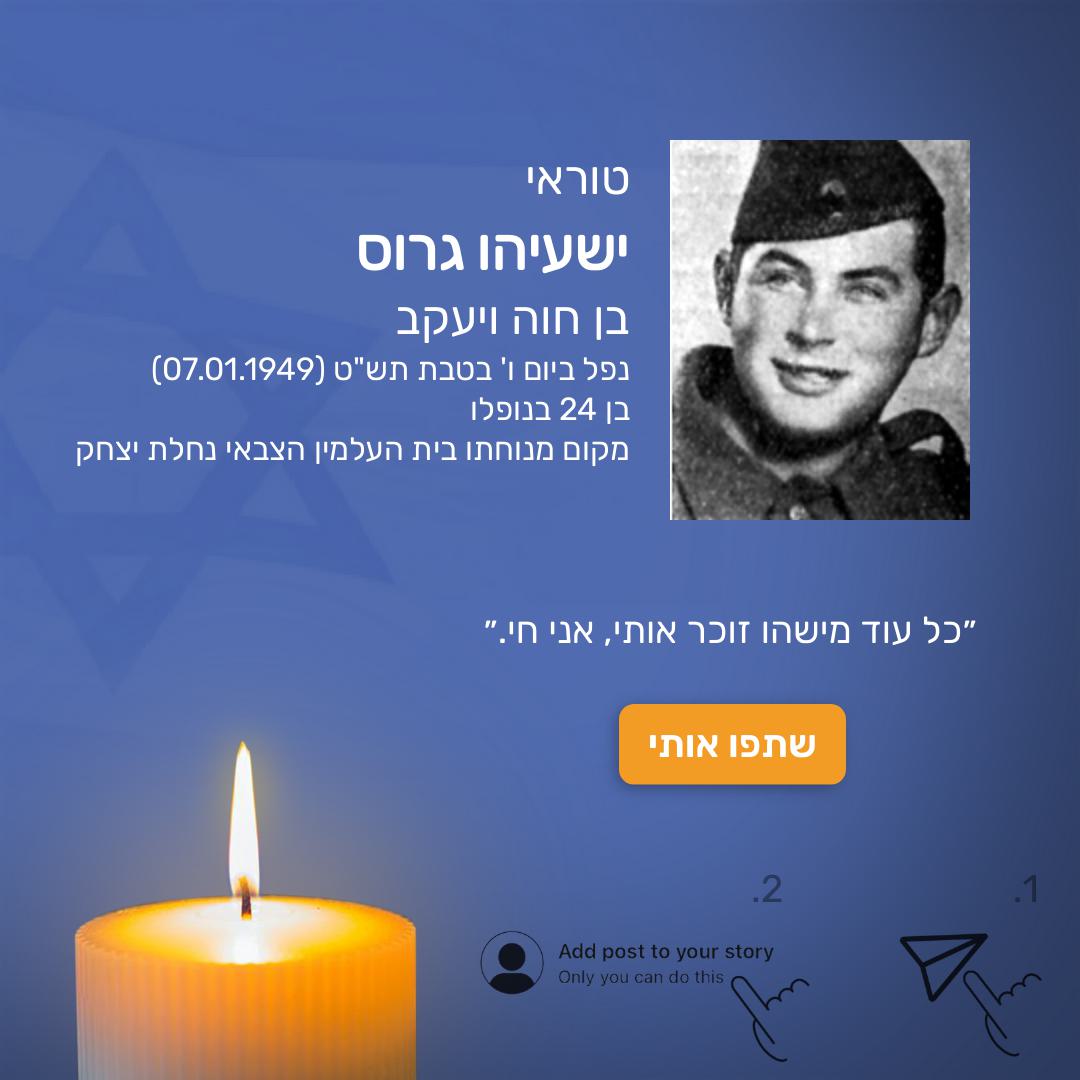 טוראי
ישעיהו גרוס
בן חוה ויעקב
נפל ביום ו' בטבת תש"ט (07.01.1949)
בן 24 בנופלו
מקום מנוחתו בית העלמין הצבאי נחלת יצחק
״כל עוד מישהו זוכר אותי, אני חי.״
שתפו אותי
1.
2.
Add post to your story
Only you can do this